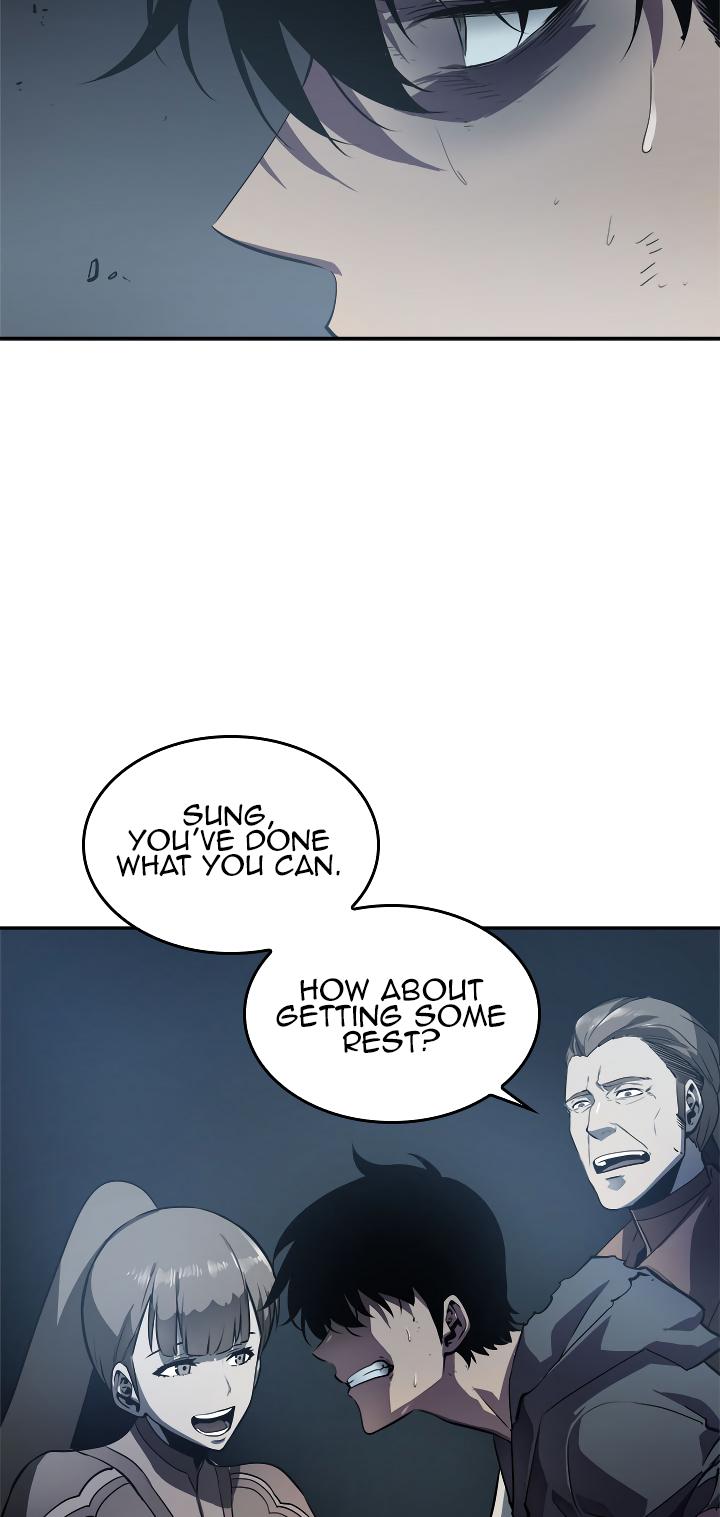 SUNG,
YOU'VE DONE
WHAT YOU CAN.
HOW ABOUT
GETTING SOME
REST?